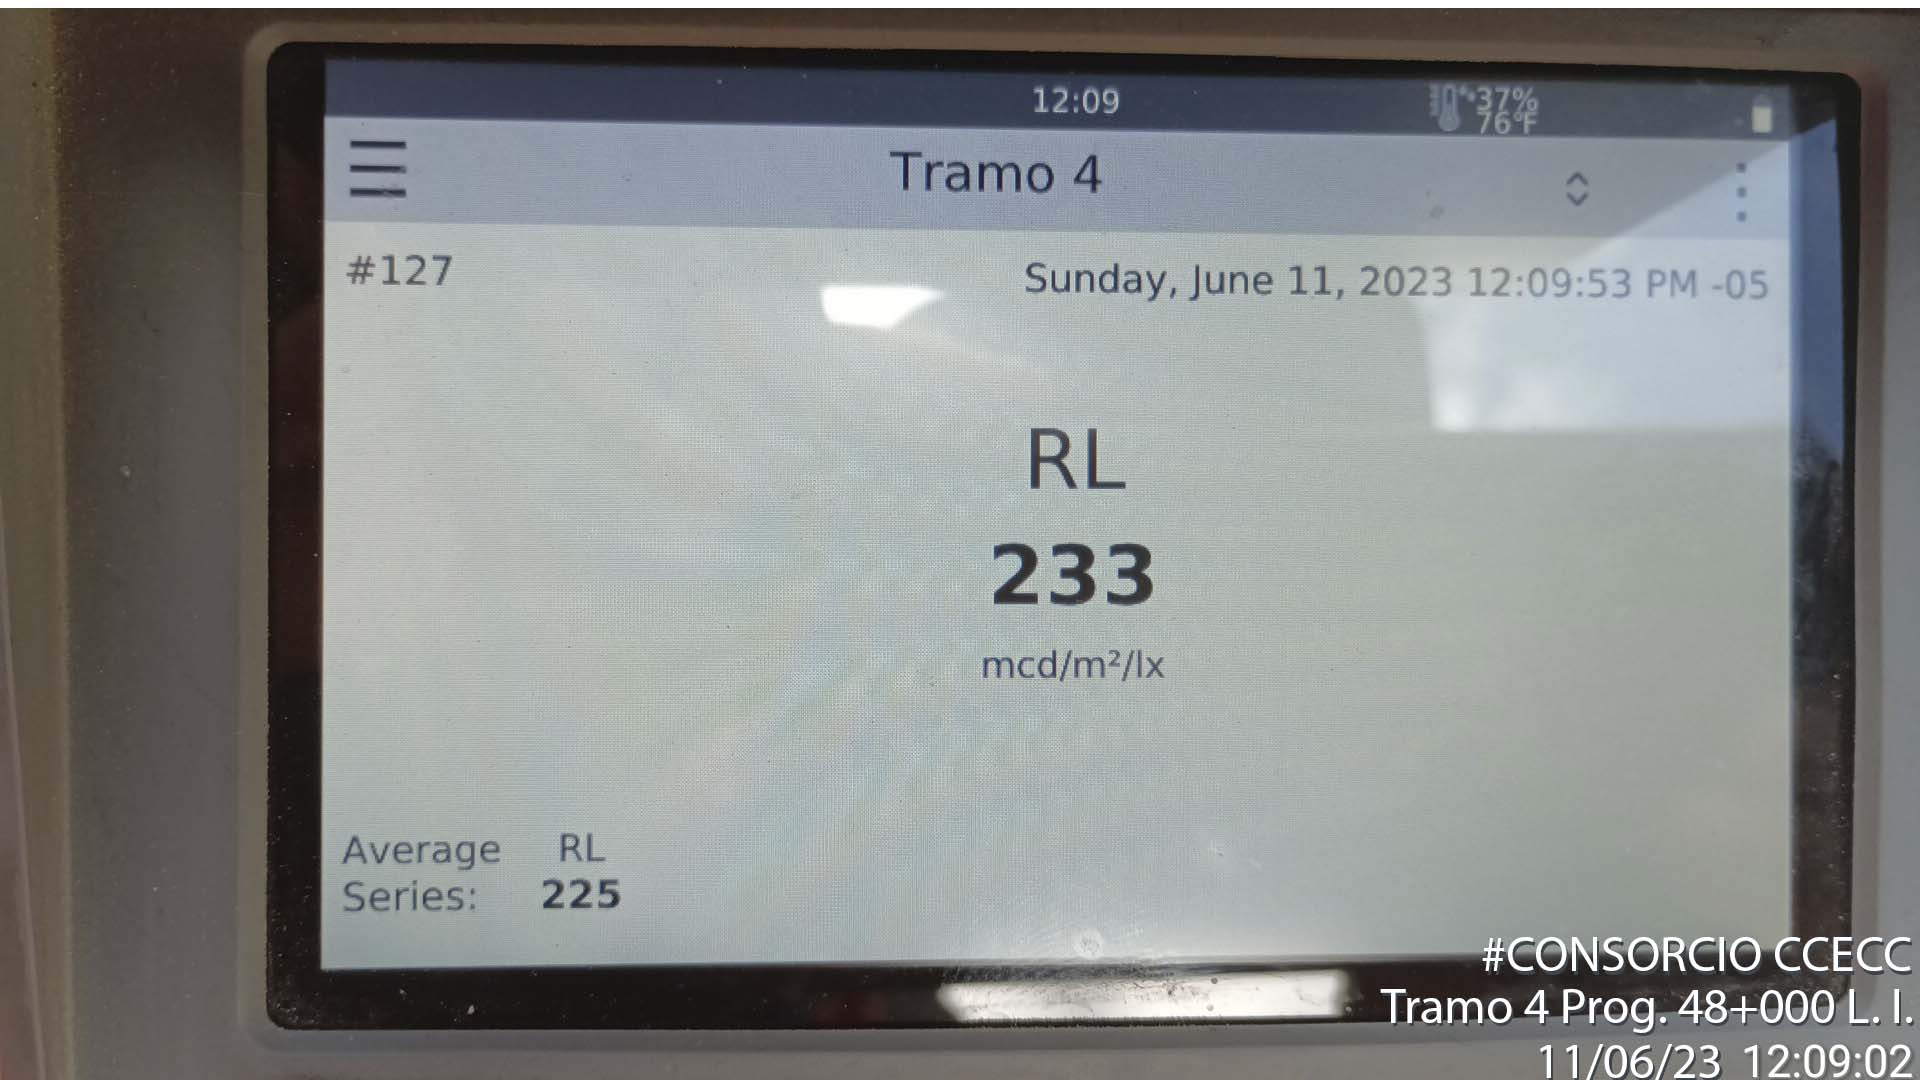 12:09
37%
76°F
Tramo 4
#127
Sunday, June 11, 2023 12:09:53 PM -05
RL
233
mcd/m²/lx
Average RL
Series: 225
#CONSORCIO CCECC
Tramo 4 Prog. 48+000 L. I.
11/06/23 12:09:02